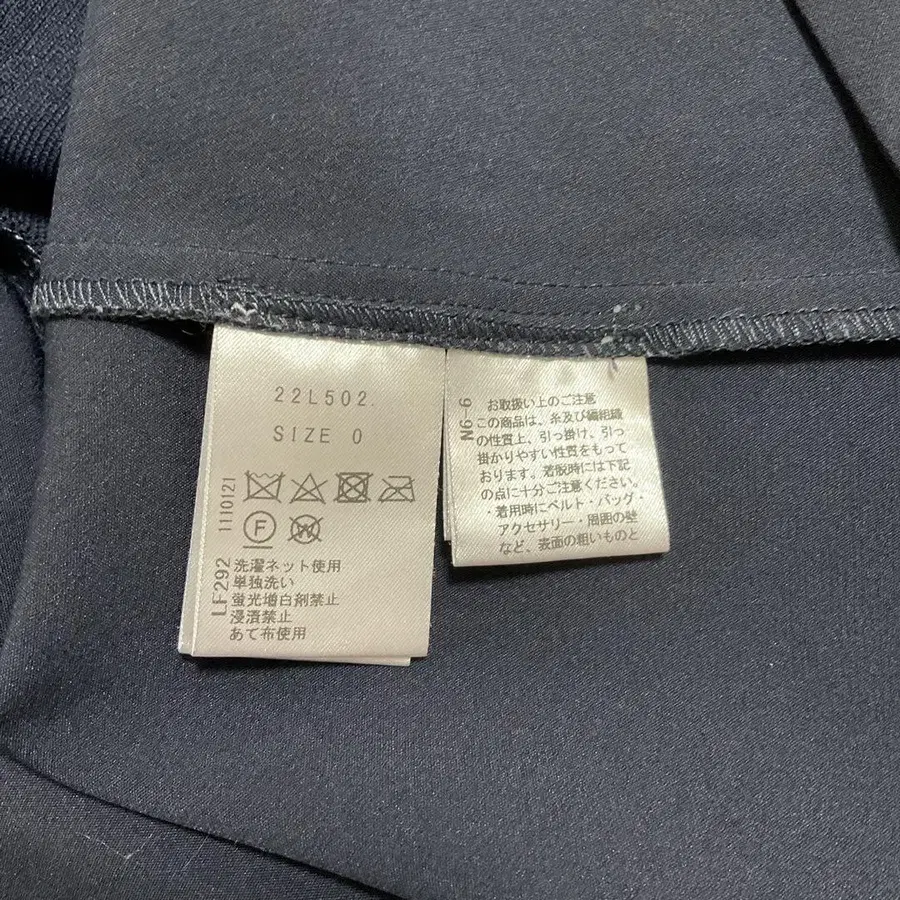 22L502.
SIZE 0
1110121
LF292
F
W
洗濯ネット使用
単独洗い
蛍光増白剤禁止
浸漬禁止
あて布使用
N6-6
お取扱い上のご注意
この商品は、糸及び編組織
の性質上、引っ掛け、引っ
掛かりやすい性質をもって
おります。着脱時には下記
の点に十分ご注意ください。
・着用時にベルト・バッグ・
アクセサリー・周囲の壁
など、表面の粗いものと